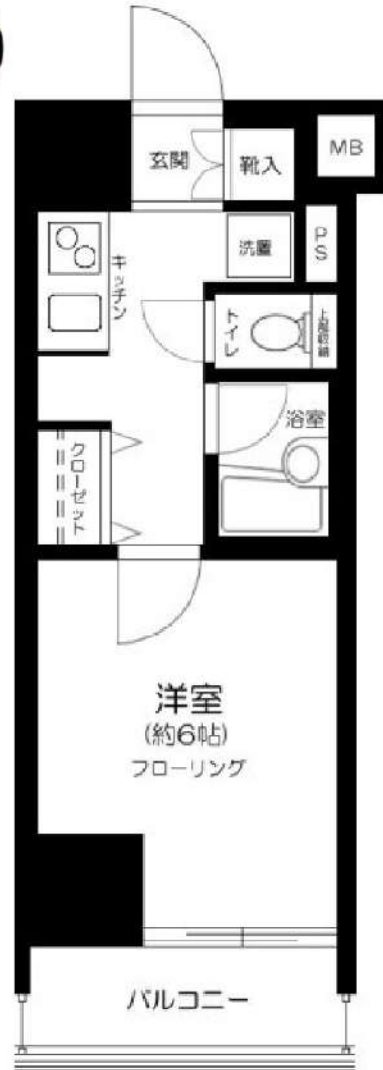 玄関
靴入
MB
洗置
PS
キッチン
トイレ
上部収納
浴室
クローゼット
洋室
(約6帖)
フローリング
バルコニー